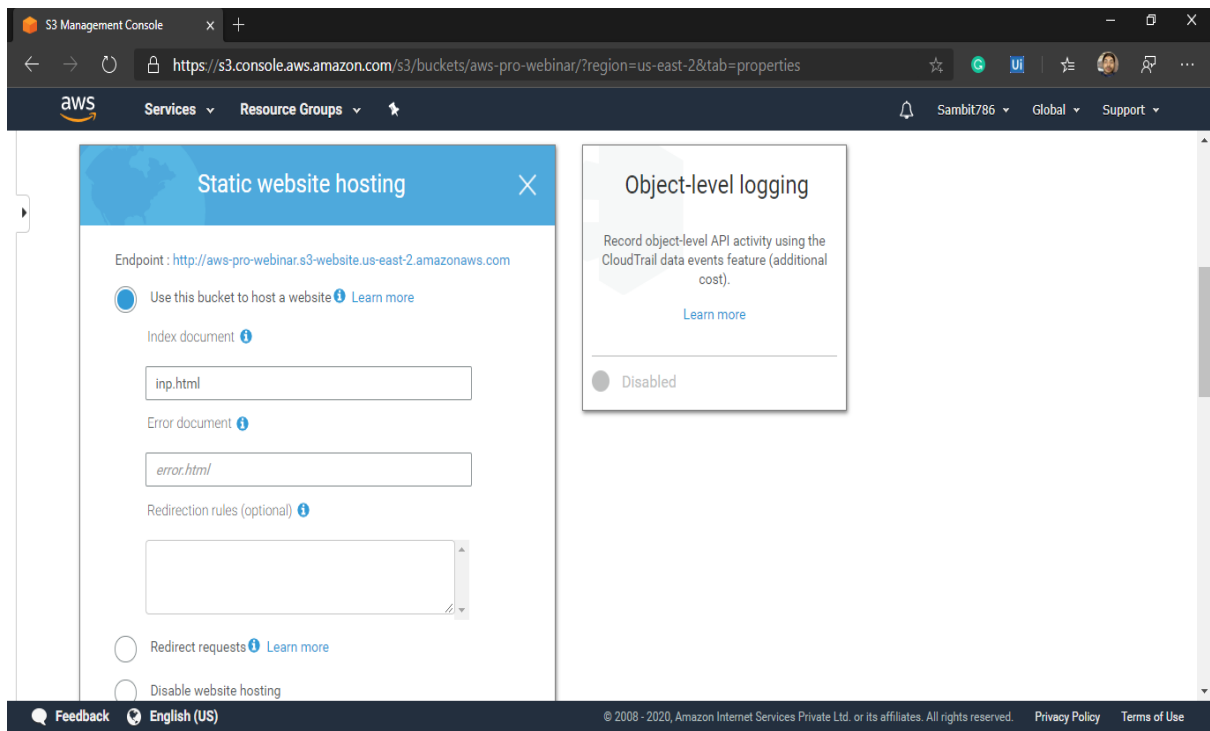 S3 Management Console
https://s3.console.aws.amazon.com/s3/buckets/aws-pro-webinar/?region=us-east-2&tab=properties
G
Ui
aws Services Resource Groups Sambit786 Global Support
Static website hosting
Endpoint : http://aws-pro-webinar.s3-website.us-east-2.amazonaws.com
Use this bucket to host a website Learn more
Index document
inp.html
Error document
error.html
Redirection rules (optional)
Redirect requests Learn more
Disable website hosting
Object-level logging
Record object-level API activity using the
CloudTrail data events feature (additional
cost).
Learn more
Disabled
Feedback English (US) © 2008 - 2020, Amazon Internet Services Private Ltd. or its affiliates. All rights reserved. Privacy Policy Terms of Use